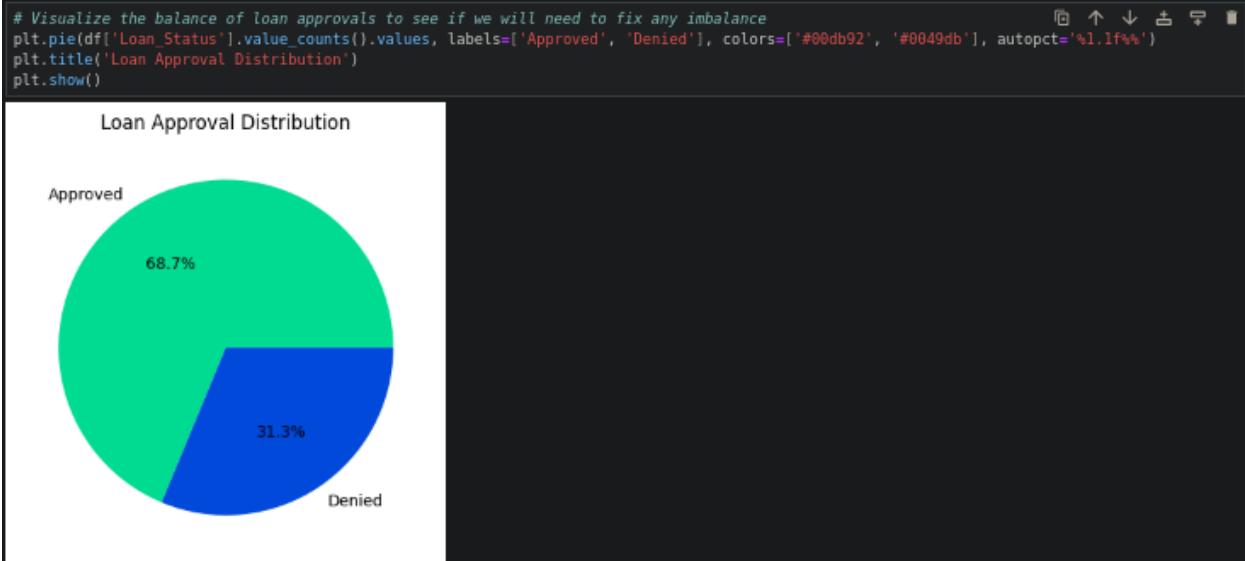 # Visualize the balance of loan approvals to see if we will need to fix any imbalance
plt.pie(df['Loan_Status'].value_counts().values, labels=['Approved', 'Denied'], colors=['#00db92', '#0049db'], autopct='%1.1f%%')
plt.title('Loan Approval Distribution')
plt.show()
Loan Approval Distribution
Approved
68.7%
31.3%
Denied